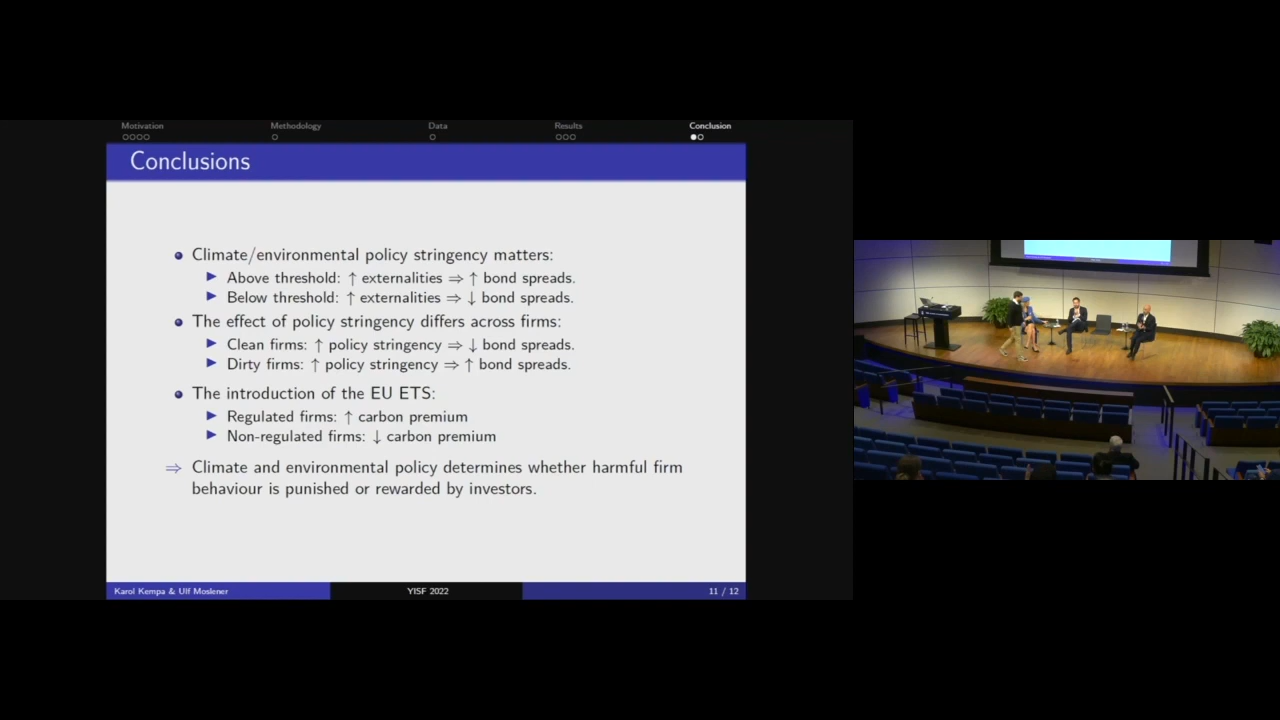 Motivation
Methodology
Data
Results
Conclusion
Conclusions
Climate/environmental policy stringency matters:
Above threshold: ↑ externalities ⇒ ↑ bond spreads.
Below threshold: ↑ externalities ⇒ ↓ bond spreads.
The effect of policy stringency differs across firms:
Clean firms: ↑ policy stringency ⇒ ↓ bond spreads.
Dirty firms: ↑ policy stringency ⇒ ↑ bond spreads.
The introduction of the EU ETS:
Regulated firms: ↑ carbon premium
Non-regulated firms: ↓ carbon premium
⇒ Climate and environmental policy determines whether harmful firm
behaviour is punished or rewarded by investors.
Karol Kempa & Ulf Moslener
YISF 2022
11 / 12